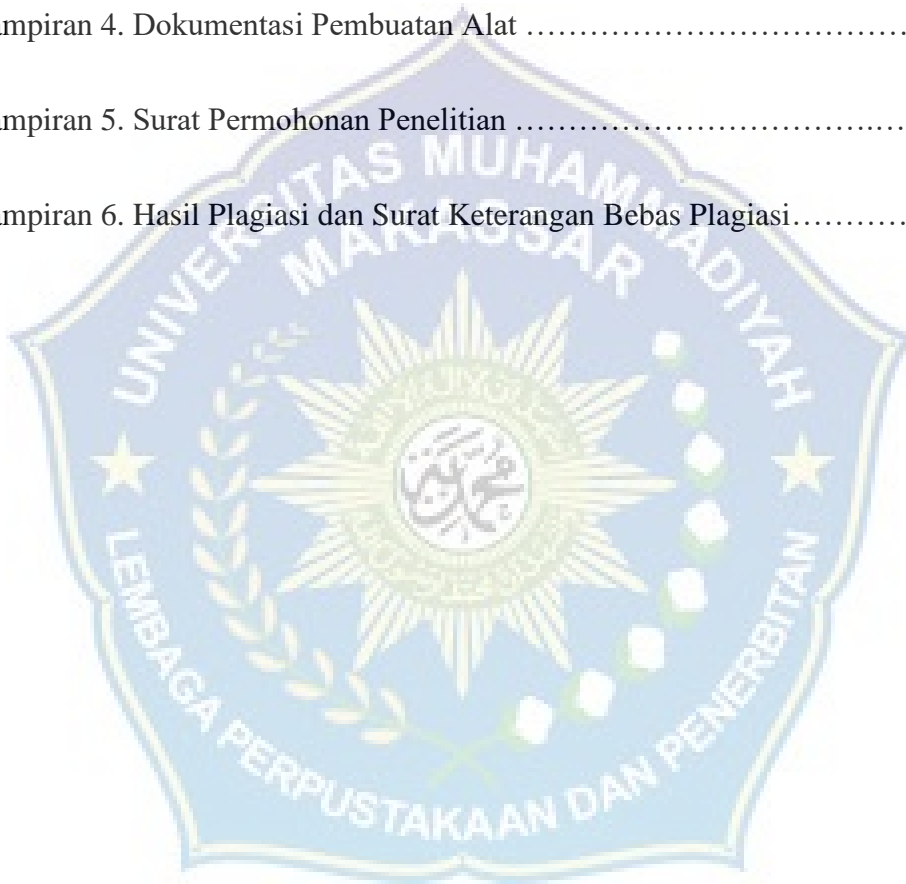 ampiran 4. Dokumentasi Pembuatan Alat ……………………………….
ampiran 5. Surat Permohonan Penelitian ……………………………….…
ampiran 6. Hasil Plagiasi dan Surat Keterangan Bebas Plagiasi…………
UNIVERSITAS MUHAMMADIYAH
MAKASSAR
محمد
LEMBAGA PERPUSTAKAAN DAN PENERBITAN